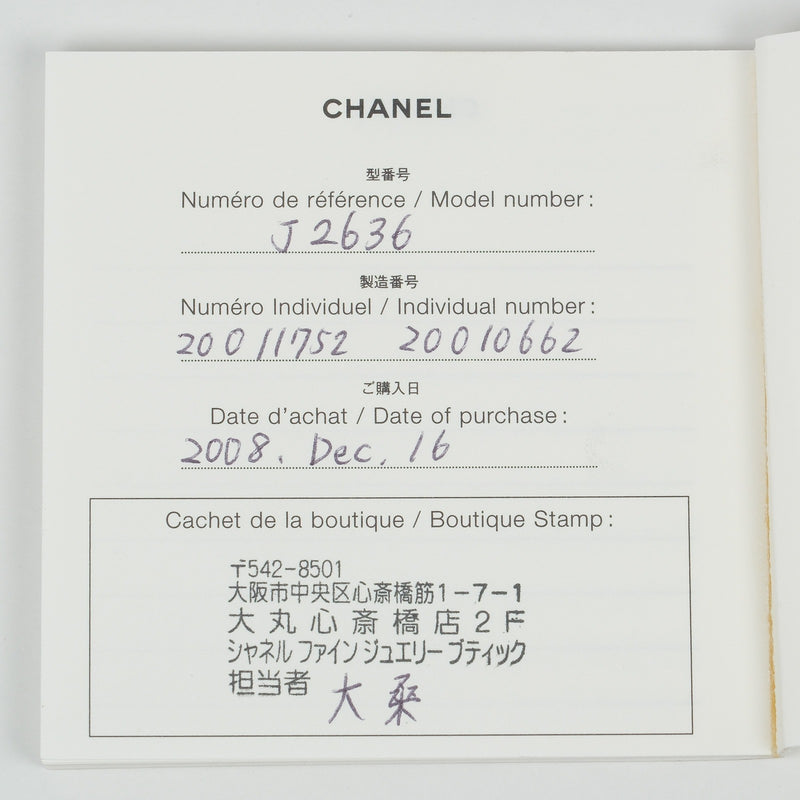 CHANEL
型番号
Numéro de référence / Model number :
J2636
製造番号
Numéro Individuel / Individual number :
20011752 20010662
ご購入日
Date d'achat / Date of purchase :
2008. Dec. 16
Cachet de la boutique / Boutique Stamp :
〒542-8501
大阪市中央区心斎橋筋1-7-1
大丸心斎橋店2F
シャネル ファインジュエリー ブティック
担当者 大桑